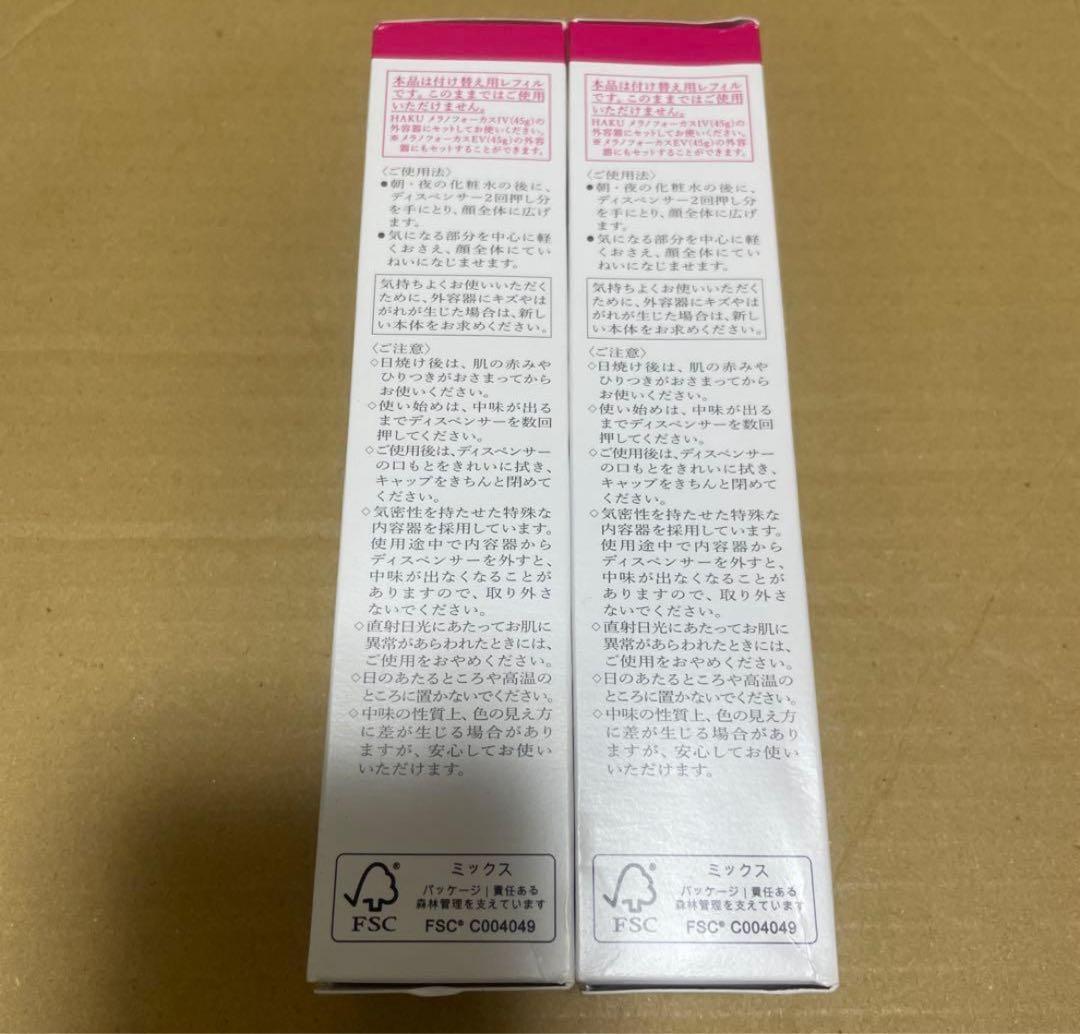 本品は付け替え用レフィル
です。このままではご使用
いただけません。
HAKU メラノフォーカスIV(45g)の
外容器にセットしてお使いください。
※メラノフォーカスEV(45g)の外容
器にもセットすることができます。
〈ご使用法〉
●朝・夜の化粧水の後に、
ディスペンサー2回押し分
を手にとり、顔全体に広げ
ます。
●気になる部分を中心に軽
くおさえ、顔全体にてい
ねいになじませます。
気持ちよくお使いいただく
ために、外容器にキズやは
がれが生じた場合は、新し
い本体をお求めください。
〈ご注意〉
◇日焼け後は、肌の赤みや
ひりつきがおさまってから
お使いください。
◇使い始めは、中味が出る
までディスペンサーを数回
押してください。
◇ご使用後は、ディスペンサー
の口もとをきれいに拭き、
キャップをきちんと閉めて
ください。
◇気密性を持たせた特殊な
内容器を採用しています。
使用途中で内容器から
ディスペンサーを外すと、
中味が出なくなることが
ありますので、取り外さ
ないでください。
◇直射日光にあたってお肌に
異常があらわれたときには、
ご使用をおやめください。
◇日のあたるところや高温の
ところに置かないでください。
◇中味の性質上、色の見え方
に差が生じる場合があり
ますが、安心してお使い
いただけます。
FSC
ミックス
パッケージ|責任ある
森林管理を支えています
FSC® C004049
本品は付け替え用レフィル
です。このままではご使用
いただけません。
HAKU メラノフォーカスIV(45g)の
外容器にセットしてお使いください。
※メラノフォーカスEV(45g)の外容
器にもセットすることができます。
〈ご使用法〉
●朝・夜の化粧水の後に、
ディスペンサー2回押し分
を手にとり、顔全体に広げ
ます。
●気になる部分を中心に軽
くおさえ、顔全体にてい
ねいになじませます。
気持ちよくお使いいただく
ために、外容器にキズやは
がれが生じた場合は、新し
い本体をお求めください。
〈ご注意〉
◇日焼け後は、肌の赤みや
ひりつきがおさまってから
お使いください。
◇使い始めは、中味が出る
までディスペンサーを数回
押してください。
◇ご使用後は、ディスペンサー
の口もとをきれいに拭き、
キャップをきちんと閉めて
ください。
◇気密性を持たせた特殊な
内容器を採用しています。
使用途中で内容器から
ディスペンサーを外すと、
中味が出なくなることが
ありますので、取り外さ
ないでください。
◇直射日光にあたってお肌に
異常があらわれたときには、
ご使用をおやめください。
◇日のあたるところや高温の
ところに置かないでください。
◇中味の性質上、色の見え方
に差が生じる場合があり
ますが、安心してお使い
いただけます。
FSC
ミックス
パッケージ|責任ある
森林管理を支えています
FSC® C004049